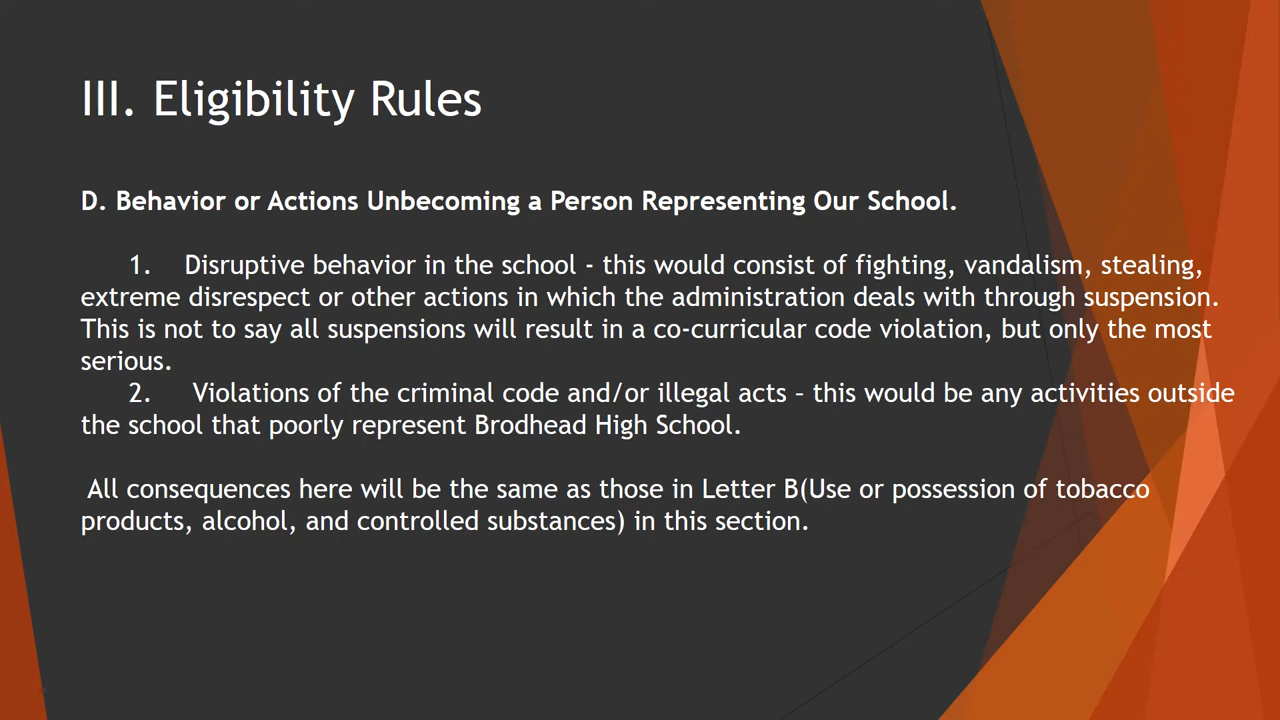 III. Eligibility Rules
D. Behavior or Actions Unbecoming a Person Representing Our School.
1. Disruptive behavior in the school - this would consist of fighting, vandalism, stealing,
extreme disrespect or other actions in which the administration deals with through suspension.
This is not to say all suspensions will result in a co-curricular code violation, but only the most
serious.
2. Violations of the criminal code and/or illegal acts – this would be any activities outside
the school that poorly represent Brodhead High School.
All consequences here will be the same as those in Letter B(Use or possession of tobacco
products, alcohol, and controlled substances) in this section.